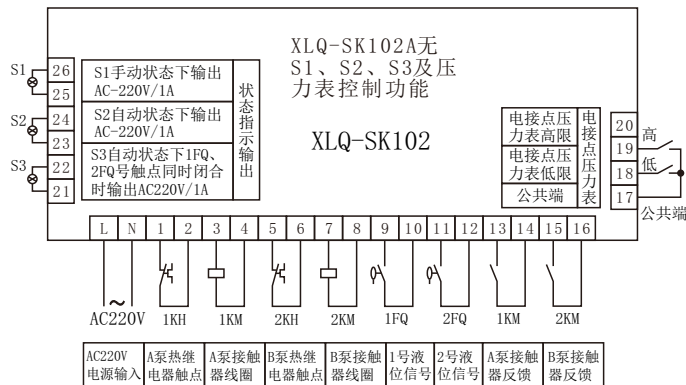 XLQ-SK102A无
S1、S2、S3及压
力表控制功能
XLQ-SK102
S1
26
25
S1手动状态下输出
AC-220V/1A
S2
24
23
S2自动状态下输出
AC-220V/1A
S3
22
21
S3自动状态下1FQ、
2FQ号触点同时闭合
时输出AC220V/1A
状态指示输出
电接点压
力表高限
电接点压
力表低限
公共端
电接点压力表
20
19
18
17
高
低
公共端
L N 1 2 3 4 5 6 7 8 9 10 11 12 13 14 15 16
~
AC220V 1KH 1KM 2KH 2KM 1FQ 2FQ 1KM 2KM
AC220V
电源输入
A泵热继
电器触点
A泵接触
器线圈
B泵热继
电器触点
B泵接触
器线圈
1号液
位信号
2号液
位信号
A泵接触
器反馈
B泵接触
器反馈